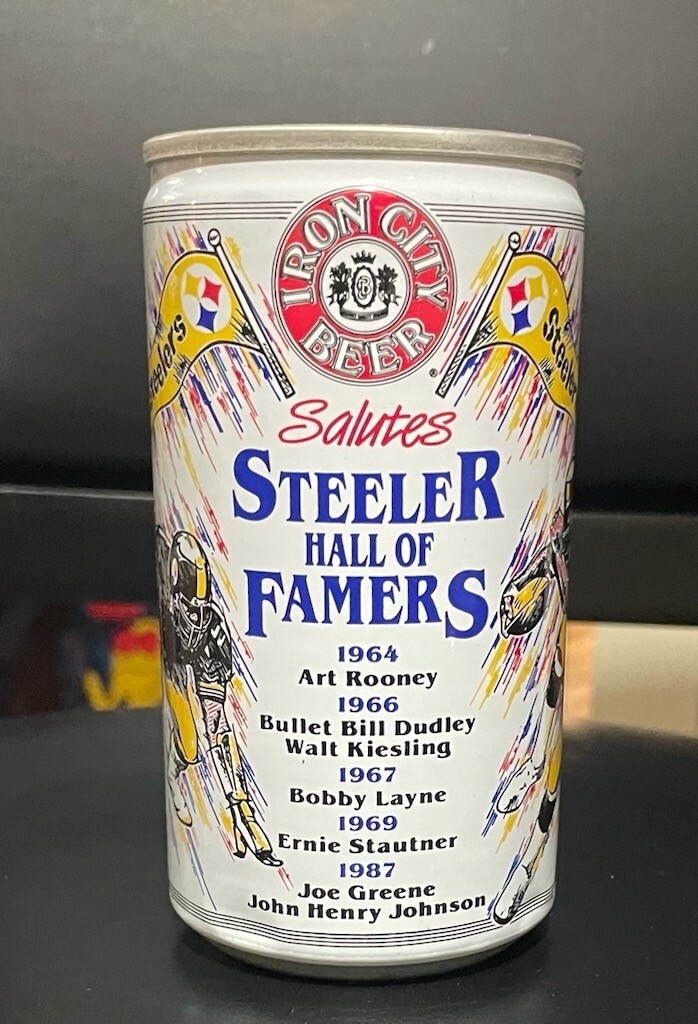 IRON CITY
BEER
®
Steelers
Steelers
Salutes
STEELER
HALL OF
FAMERS
1964
Art Rooney
1966
Bullet Bill Dudley
Walt Kiesling
1967
Bobby Layne
1969
Ernie Stautner
1987
Joe Greene
John Henry Johnson